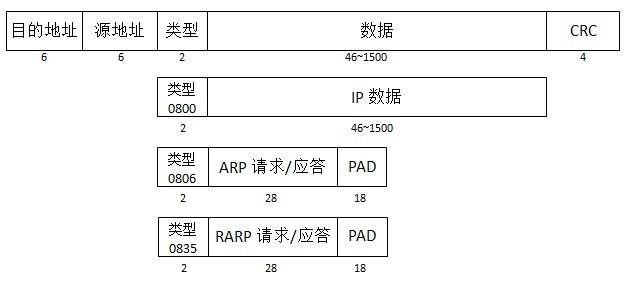 目的地址 源地址 类型 数据 CRC
6 6 2 46~1500 4
类型 IP 数据
0800
2 46~1500
类型 ARP 请求/应答 PAD
0806
2 28 18
类型 RARP 请求/应答 PAD
0835
2 28 18